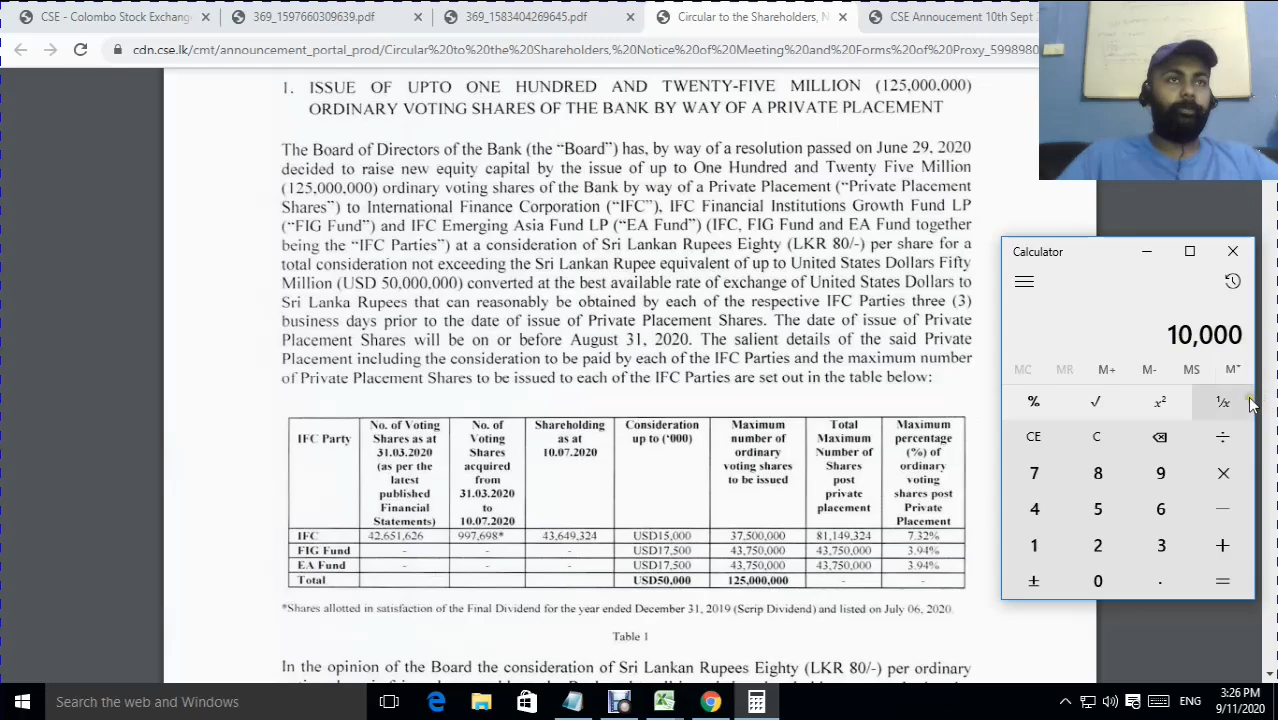 CSE - Colombo Stock Exchang
369_1597660309639.pdf
369_1583404269645.pdf
Circular to the Shareholders, N
CSE Annoucement 10th Sept
cdn.cse.lk/cmt/announcement_portal_prod/Circular%20to%20the%20Shareholders,%20Notice%20of%20Meeting%20and%20Forms%20of%20Proxy_5998980
1. ISSUE OF UPTO ONE HUNDRED AND TWENTY-FIVE MILLION (125,000.000)
ORDINARY VOTING SHARES OF THE BANK BY WAY OF A PRIVATE PLACEMENT
The Board of Directors of the Bank (the “Board”) has, by way of a resolution passed on June 29, 2020
decided to raise new equity capital by the issue of up to One Hundred and Twenty Five Million
(125,000.000) ordinary voting shares of the Bank by way of a Private Placement (“Private Placement
Shares”) to International Finance Corporation (“IFC”), IFC Financial Institutions Growth Fund LP
(“FIG Fund”) and IFC Emerging Asia Fund LP (“EA Fund”) (IFC, FIG Fund and EA Fund together
being the “IFC Parties”) at a consideration of Sri Lankan Rupees Eighty (LKR 80/-) per share for a
total consideration not exceeding the Sri Lankan Rupee equivalent of up to United States Dollars Fifty
Million (USD 50,000,000) converted at the best available rate of exchange of United States Dollars to
Sri Lanka Rupees that can reasonably be obtained by each of the respective IFC Parties three (3)
business days prior to the date of issue of Private Placement Shares. The date of issue of Private
Placement Shares will be on or before August 31, 2020. The salient details of the said Private
Placement including the consideration to be paid by each of the IFC Parties and the maximum number
of Private Placement Shares to be issued to each of the IFC Parties are set out in the table below:
IFC Party
No. of Voting
Shares as at
31.03.2020
(as per the
latest
published
Financial
Statements)
No. of
Voting
Shares
acquired
from
31.03.2020
to
10.07.2020
Shareholding
as at
10.07.2020
Consideration
up to (‘000)
Maximum
number of
ordinary
voting shares
to be issued
Total
Maximum
Number of
Shares
post
private
placement
Maximum
percentage
(%) of
ordinary
voting
shares post
Private
Placement
IFC 42,651,626 997,698* 43,649,324 USD15,000 37,500,000 81,149,324 7.32%
FIG Fund - - - USD17,500 43,750,000 43,750,000 3.94%
EA Fund - - - USD17,500 43,750,000 43,750,000 3.94%
Total USD50,000 125,000,000 - -
*Shares allotted in satisfaction of the Final Dividend for the year ended December 31, 2019 (Scrip Dividend) and listed on July 06, 2020.
Table 1
In the opinion of the Board the consideration of Sri Lankan Rupees Eighty (LKR 80/-) per ordinary
Calculator
10,000
MC MR M+ M- MS M˅
% √ x² ¹/x
CE C ÷
7 8 9 ×
4 5 6 −
1 2 3 +
± 0 . =
Search the web and Windows
ENG
3:26 PM
9/11/2020